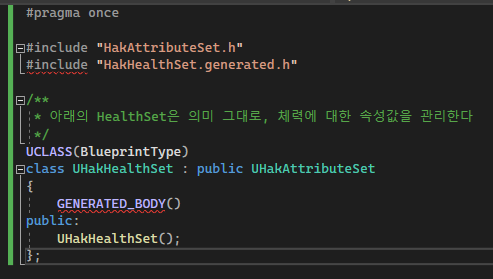 #pragma once
#include "HakAttributeSet.h"
#include "HakHealthSet.generated.h"
/**
* 아래의 HealthSet은 의미 그대로, 체력에 대한 속성값을 관리한다
*/
UCLASS(BlueprintType)
class UHakHealthSet : public UHakAttributeSet
{
GENERATED_BODY()
public:
UHakHealthSet();
};